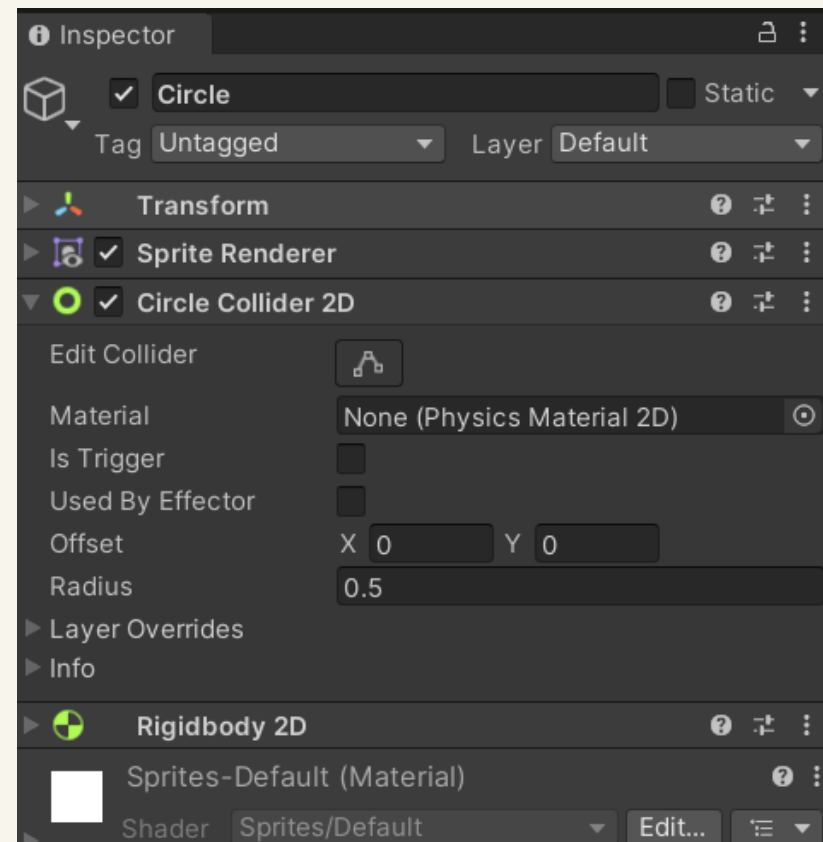 Inspector
Circle Static
Tag Untagged Layer Default
Transform
Sprite Renderer
Circle Collider 2D
Edit Collider
Material None (Physics Material 2D)
Is Trigger
Used By Effector
Offset X 0 Y 0
Radius 0.5
Layer Overrides
Info
Rigidbody 2D
Sprites-Default (Material)
Shader Sprites/Default Edit...